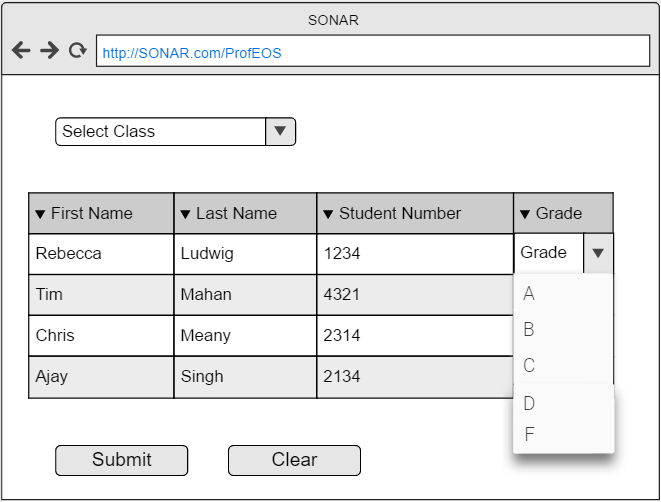 SONAR
http://SONAR.com/ProfEOS
Select Class
First Name Last Name Student Number Grade
Rebecca Ludwig 1234 Grade
Tim Mahan 4321
A
B
Chris Meany 2314
C
Ajay Singh 2134
D
F
Submit Clear